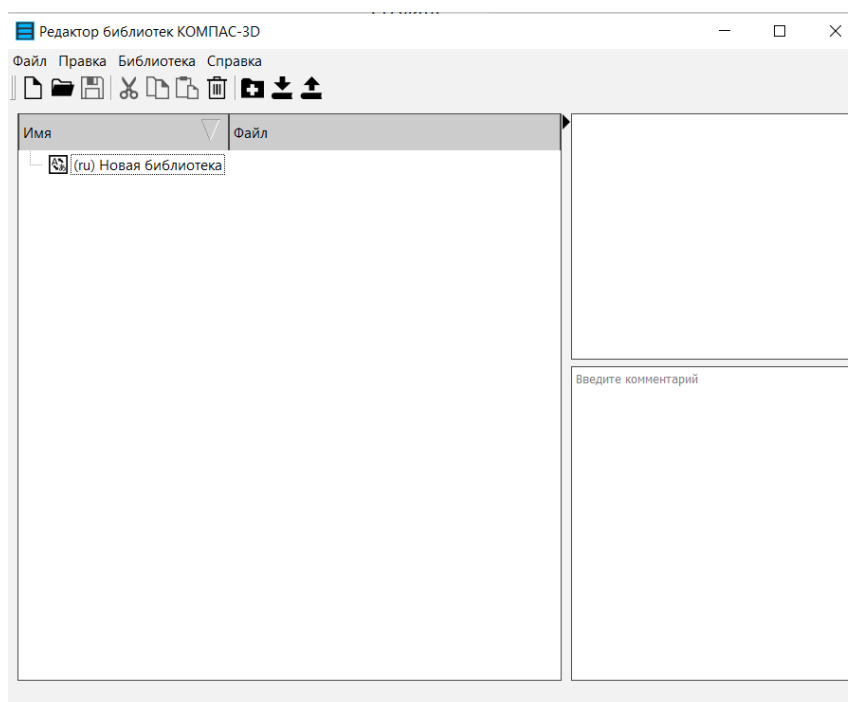 Редактор библиотек КОМПАС-3D
Файл Правка Библиотека Справка
Имя Файл
(ru) Новая библиотека
Введите комментарий